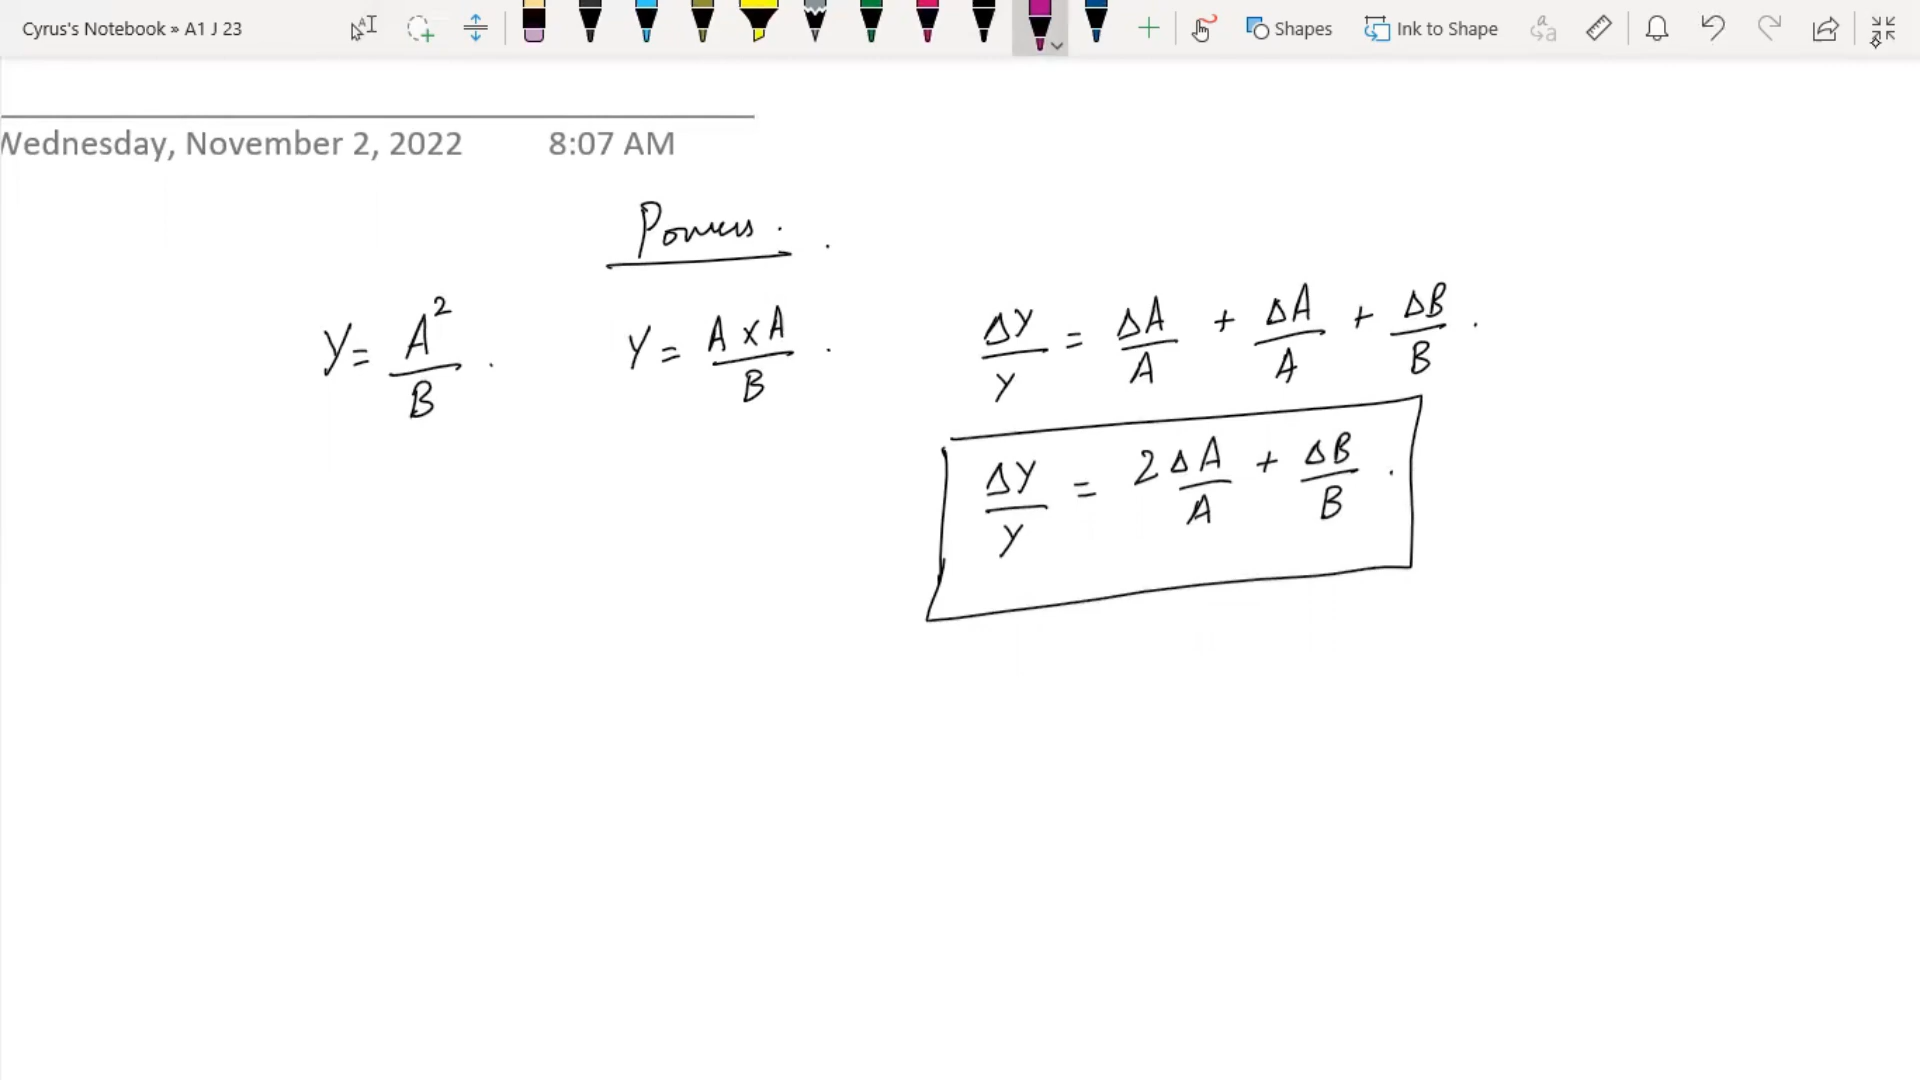 Cyrus's Notebook » A1 J 23
Shapes Ink to Shape
Wednesday, November 2, 2022 8:07 AM
Powers.
Y = A²/B. Y = A x A/B. ΔY/Y = ΔA/A + ΔA/A + ΔB/B.
ΔY/Y = 2ΔA/A + ΔB/B.